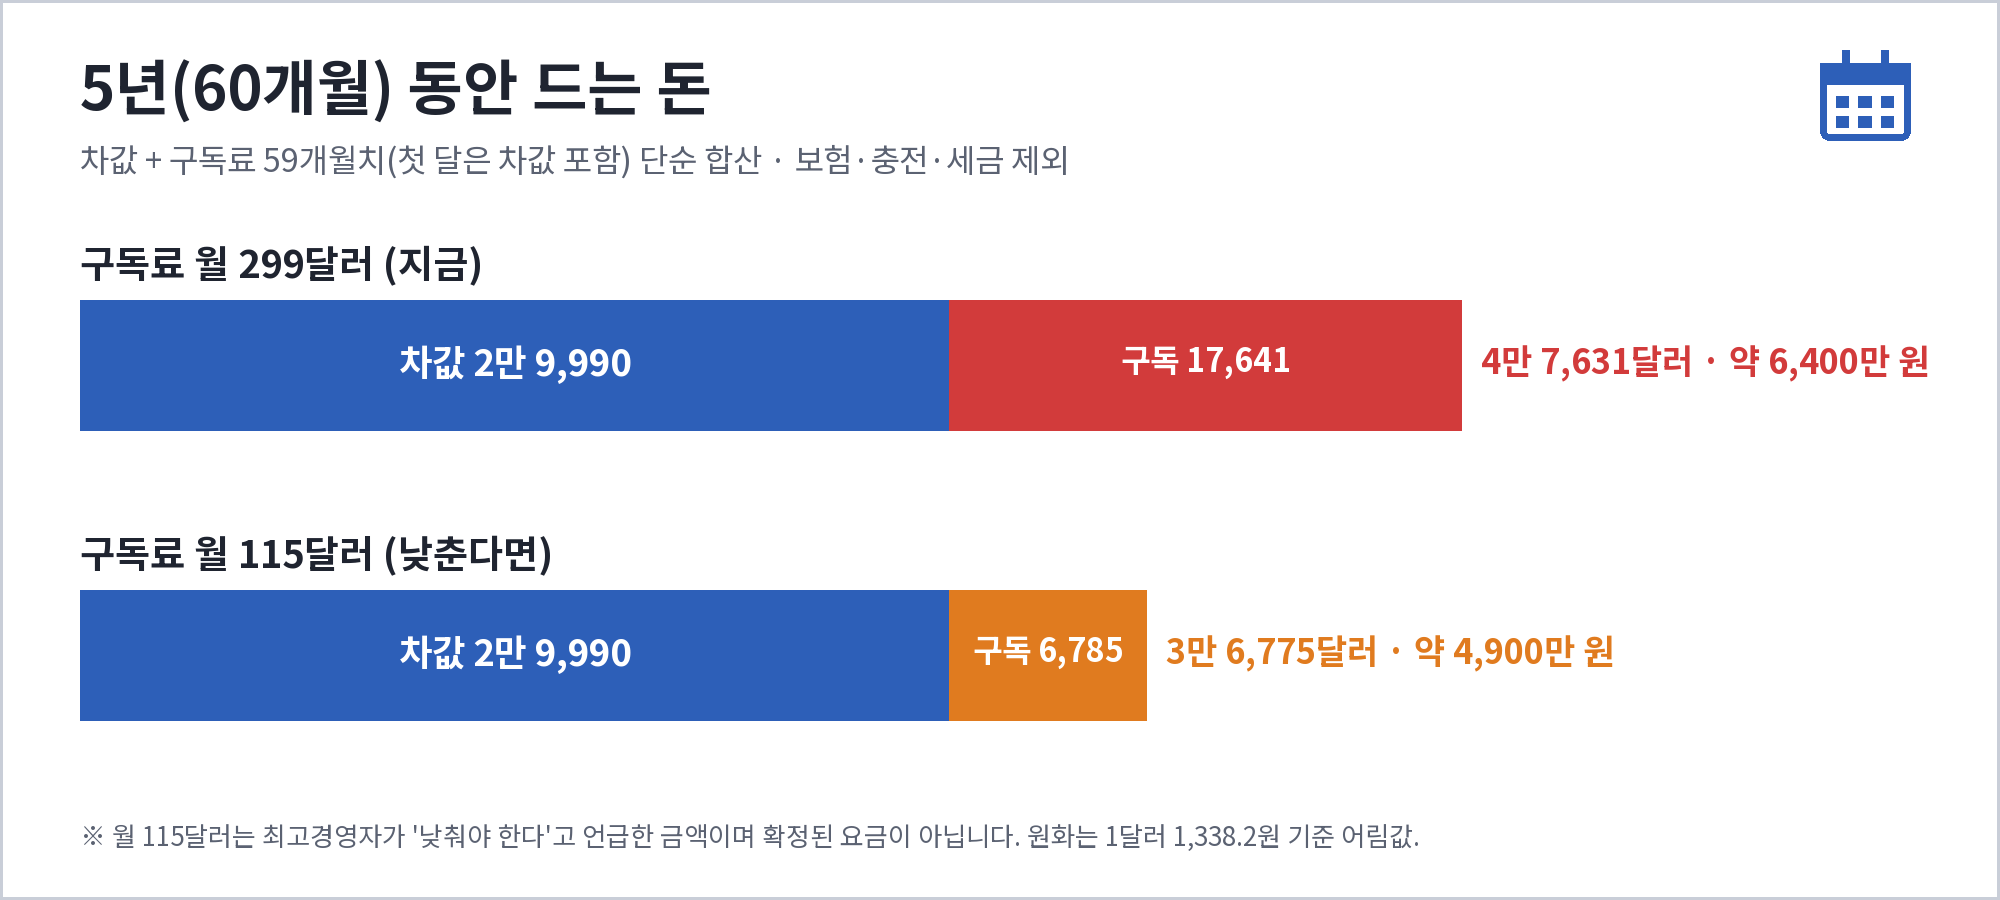 5년(60개월) 동안 드는 돈
차값 + 구독료 59개월치(첫 달은 차값 포함) 단순 합산 · 보험·충전·세금 제외
구독료 월 299달러 (지금)
차값 2만 9,990
구독 17,641
4만 7,631달러 · 약 6,400만 원
구독료 월 115달러 (낮춘다면)
차값 2만 9,990
구독 6,785
3만 6,775달러 · 약 4,900만 원
※ 월 115달러는 최고경영자가 '낮춰야 한다'고 언급한 금액이며 확정된 요금이 아닙니다. 원화는 1달러 1,338.2원 기준 어림값.